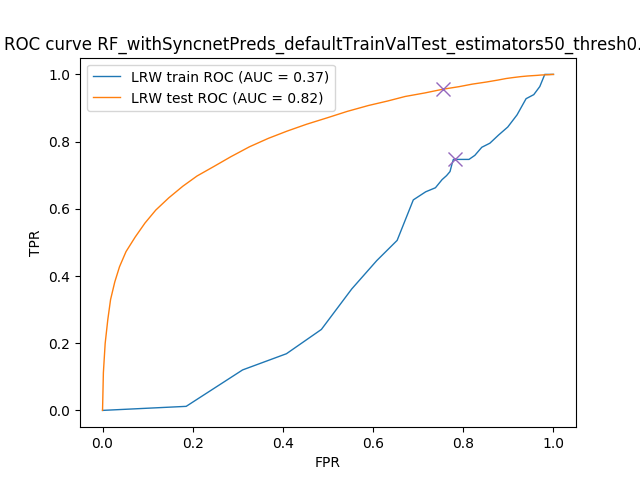 ROC curve RF_withSyncnetPreds_defaultTrainValTest_estimators50_thresh0.
LRW train ROC (AUC = 0.37)
LRW test ROC (AUC = 0.82)
1.0
0.8
0.6
0.4
0.2
0.0
TPR
0.0 0.2 0.4 0.6 0.8 1.0
FPR